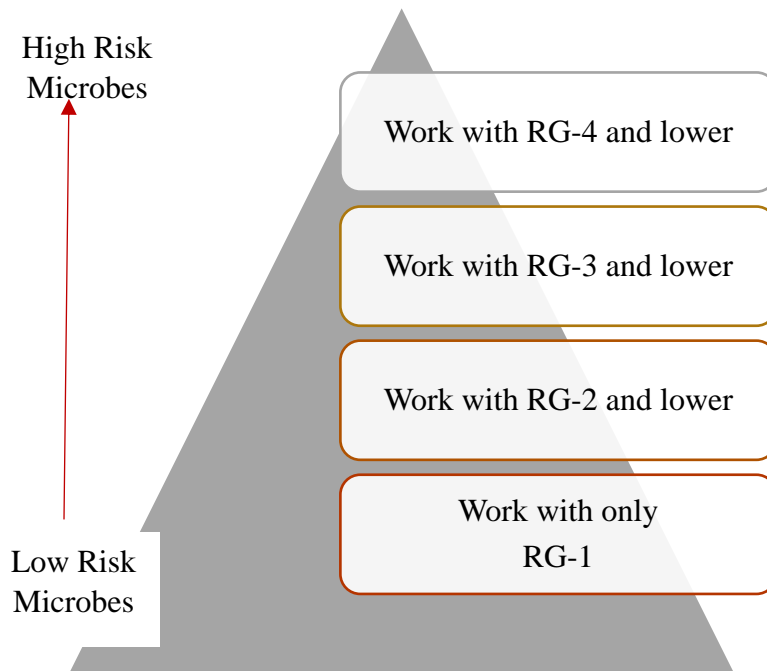 High Risk
Microbes
Work with RG-4 and lower
Work with RG-3 and lower
Work with RG-2 and lower
Work with only
RG-1
Low Risk
Microbes